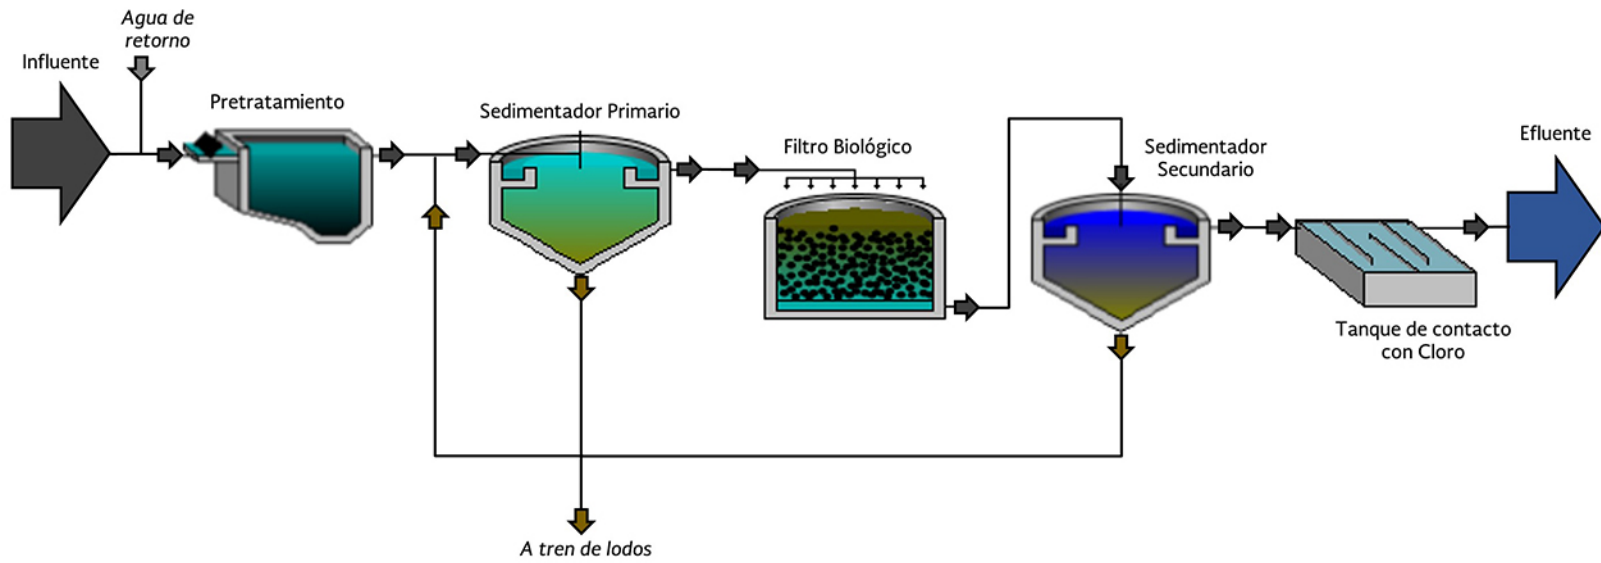 Agua de
retorno
Influente
Pretratamiento
Sedimentador Primario
Filtro Biológico
Sedimentador
Secundario
Efluente
Tanque de contacto
con Cloro
A tren de lodos